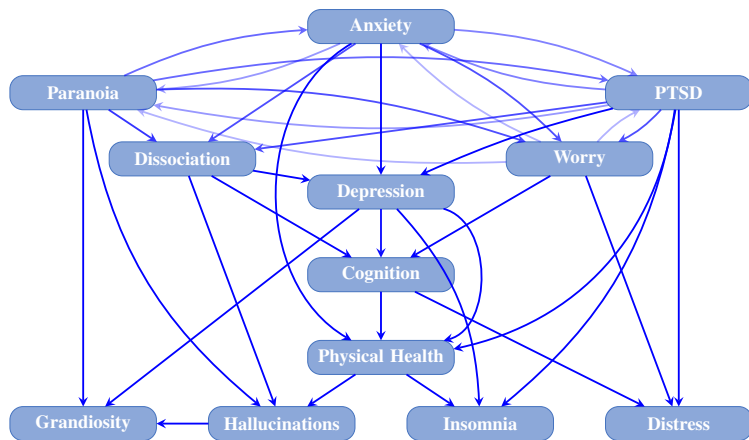 Anxiety
Paranoia
PTSD
Dissociation
Worry
Depression
Cognition
Physical Health
Grandiosity
Hallucinations
Insomnia
Distress